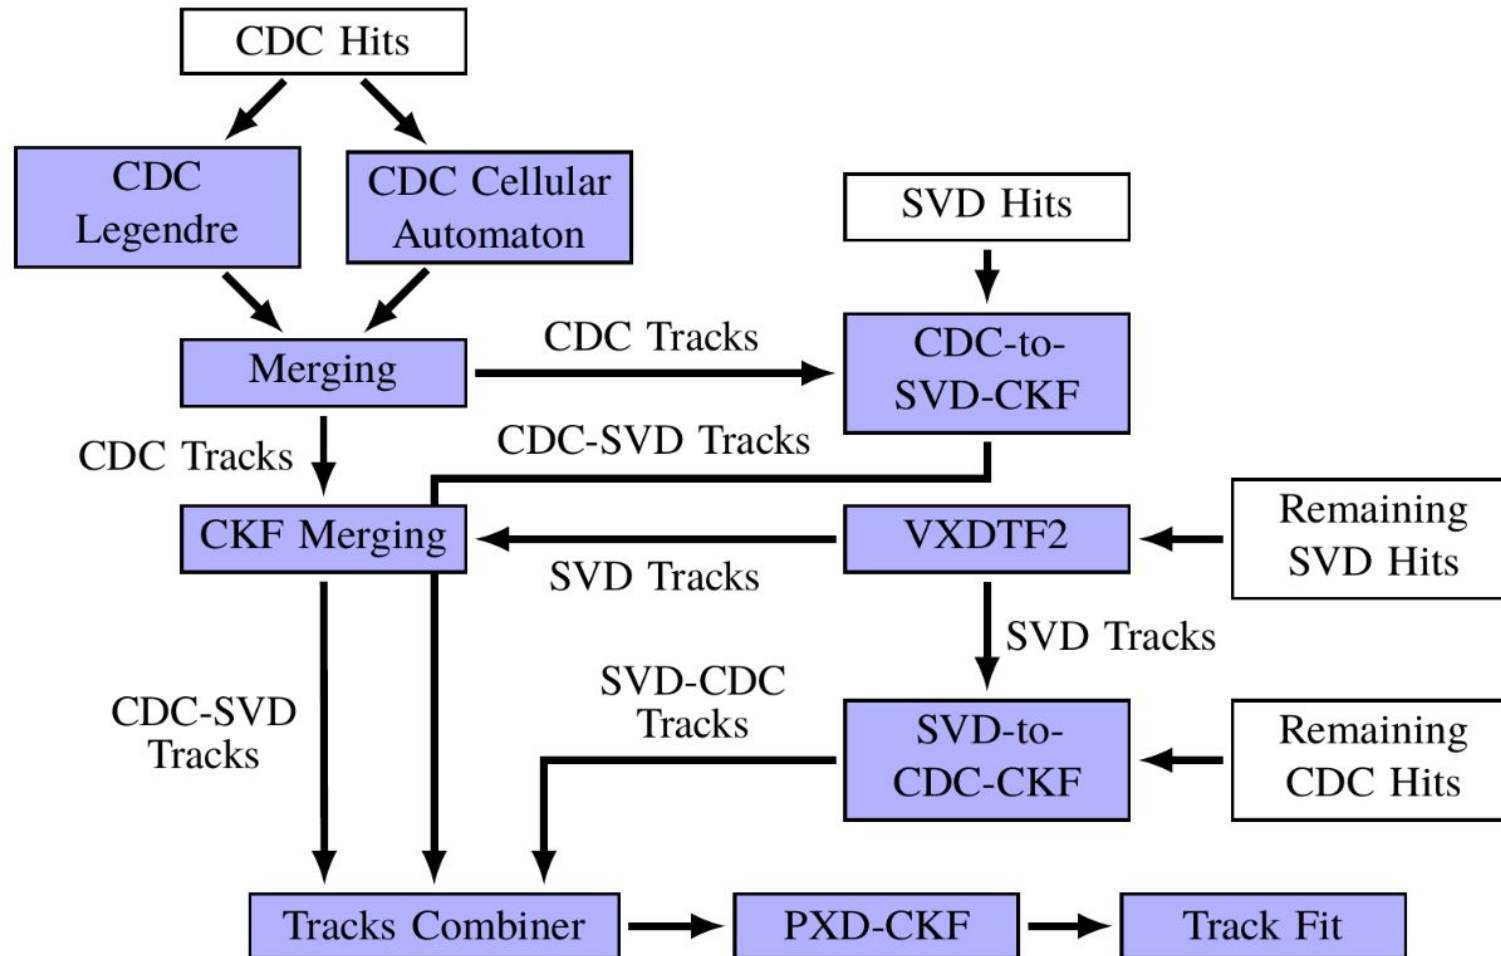 CDC Hits
CDC
Legendre
CDC Cellular
Automaton
SVD Hits
Merging
CDC Tracks
CDC-to-
SVD-CKF
CDC Tracks
CDC-SVD Tracks
CKF Merging
SVD Tracks
VXDTF2
Remaining
SVD Hits
SVD Tracks
CDC-SVD
Tracks
SVD-CDC
Tracks
SVD-to-
CDC-CKF
Remaining
CDC Hits
Tracks Combiner
PXD-CKF
Track Fit